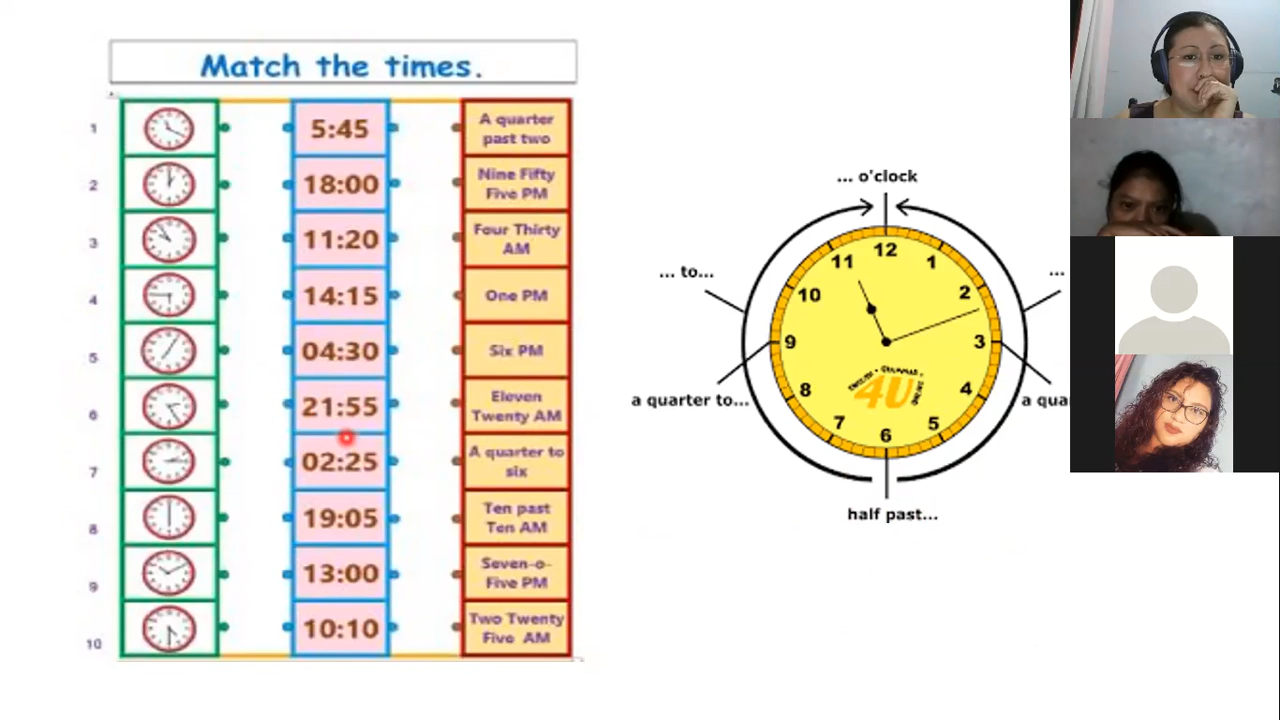 Match the times.
1
5:45
A quarter
past two
2
18:00
Nine Fifty
Five PM
3
11:20
Four Thirty
AM
4
14:15
One PM
5
04:30
Six PM
6
21:55
Eleven
Twenty AM
7
02:25
A quarter to
six
8
19:05
Ten past
Ten AM
9
13:00
Seven-o-
Five PM
10
10:10
Two Twenty
Five AM
... o'clock
... to...
...
a quarter to...
a qua
half past...
12
1
2
3
4
5
6
7
8
9
10
11
4U